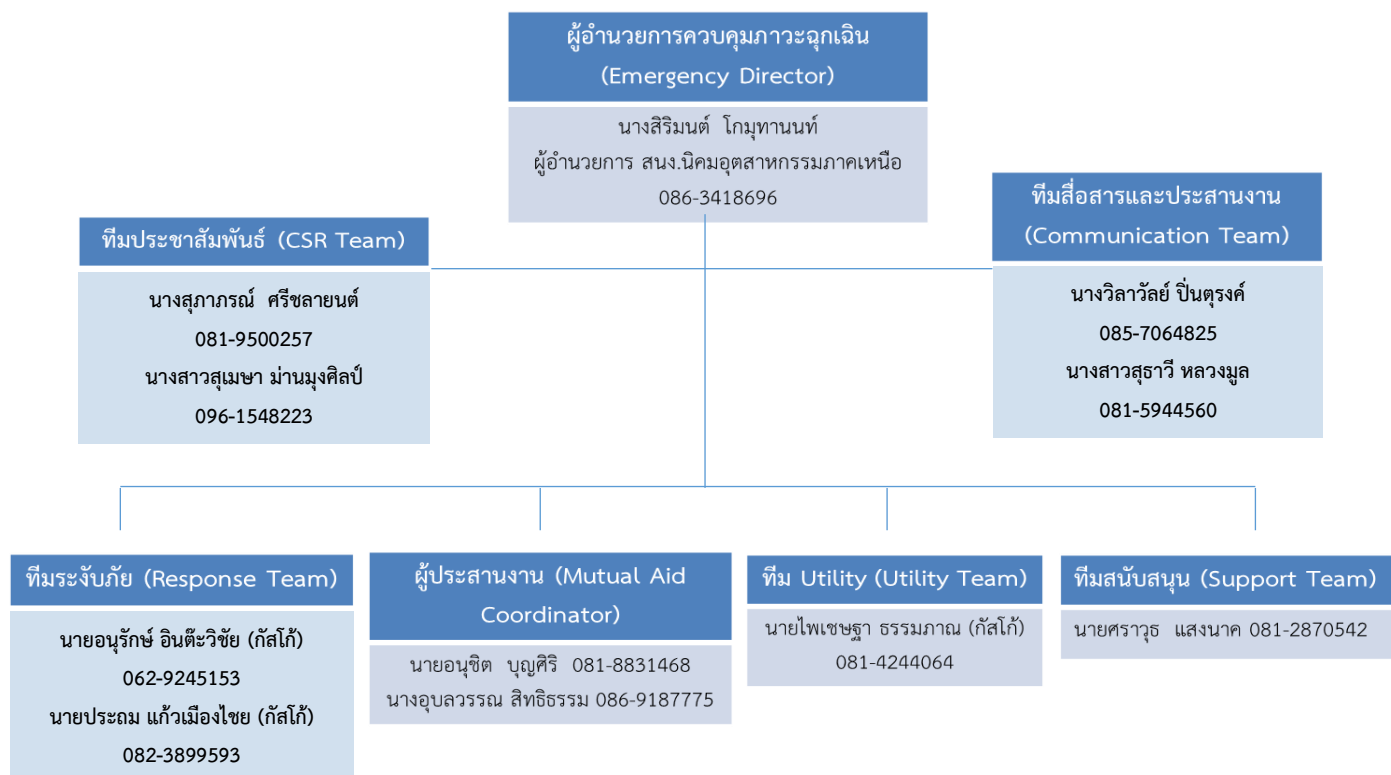 ผู้อำนวยการควบคุมภาวะฉุกเฉิน
(Emergency Director)
นางสิริมนต์ โกมุทานนท์
ผู้อำนวยการ สนง.นิคมอุตสาหกรรมภาคเหนือ
086-3418696
ทีมประชาสัมพันธ์ (CSR Team)
นางสุภาภรณ์ ศรีชลายนต์
081-9500257
นางสาวสุเมษา ม่านมุงศิลป์
096-1548223
ทีมสื่อสารและประสานงาน
(Communication Team)
นางวิลาวัลย์ ปิ่นตุรงค์
085-7064825
นางสาวสุธาวี หลวงมูล
081-5944560
ทีมระงับภัย (Response Team)
นายอนุรักษ์ อินต๊ะวิชัย (กัสโก้)
062-9245153
นายประถม แก้วเมืองไชย (กัสโก้)
082-3899593
ผู้ประสานงาน (Mutual Aid
Coordinator)
นายอนุชิต บุญศิริ 081-8831468
นางอุบลวรรณ สิทธิธรรม 086-9187775
ทีม Utility (Utility Team)
นายไพเชษฐา ธรรมภาณ (กัสโก้)
081-4244064
ทีมสนับสนุน (Support Team)
นายศราวุธ แสงนาค 081-2870542